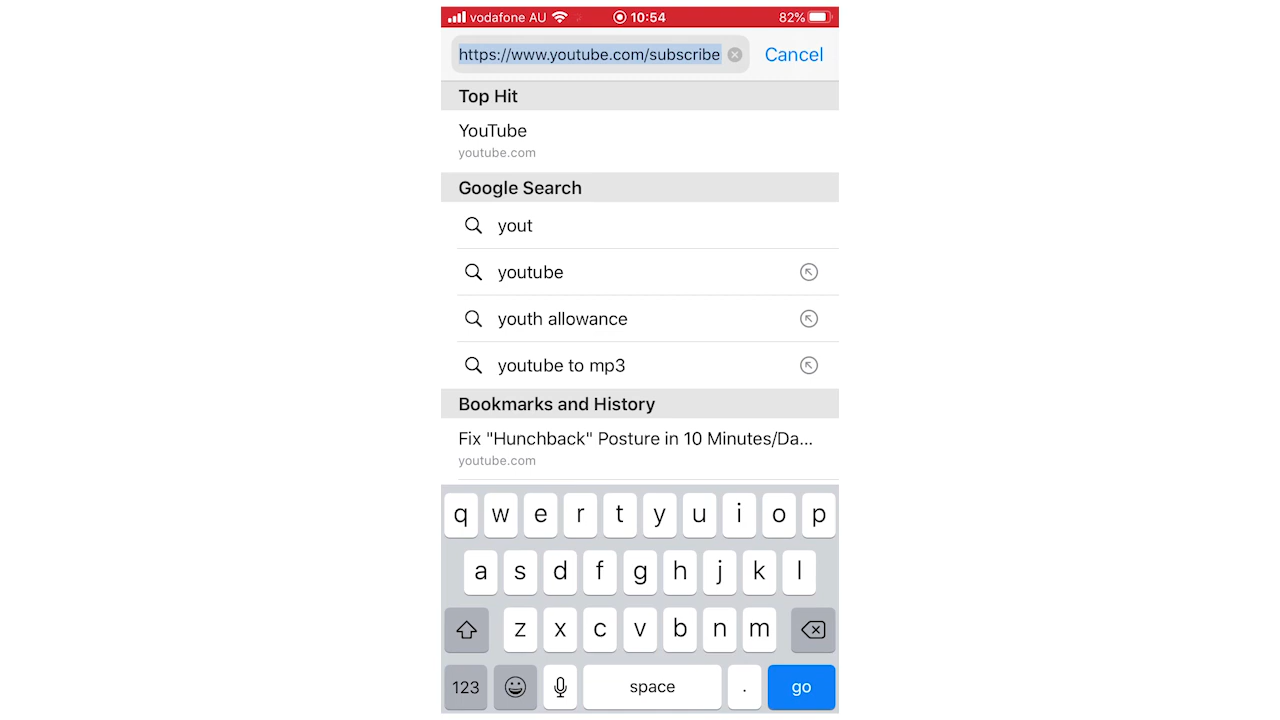 vodafone AU 10:54 82%
https://www.youtube.com/subscribe Cancel
Top Hit
YouTube
youtube.com
Google Search
yout
youtube
youth allowance
youtube to mp3
Bookmarks and History
Fix "Hunchback" Posture in 10 Minutes/Da...
youtube.com
q w e r t y u i o p
a s d f g h j k l
z x c v b n m
123 space . go